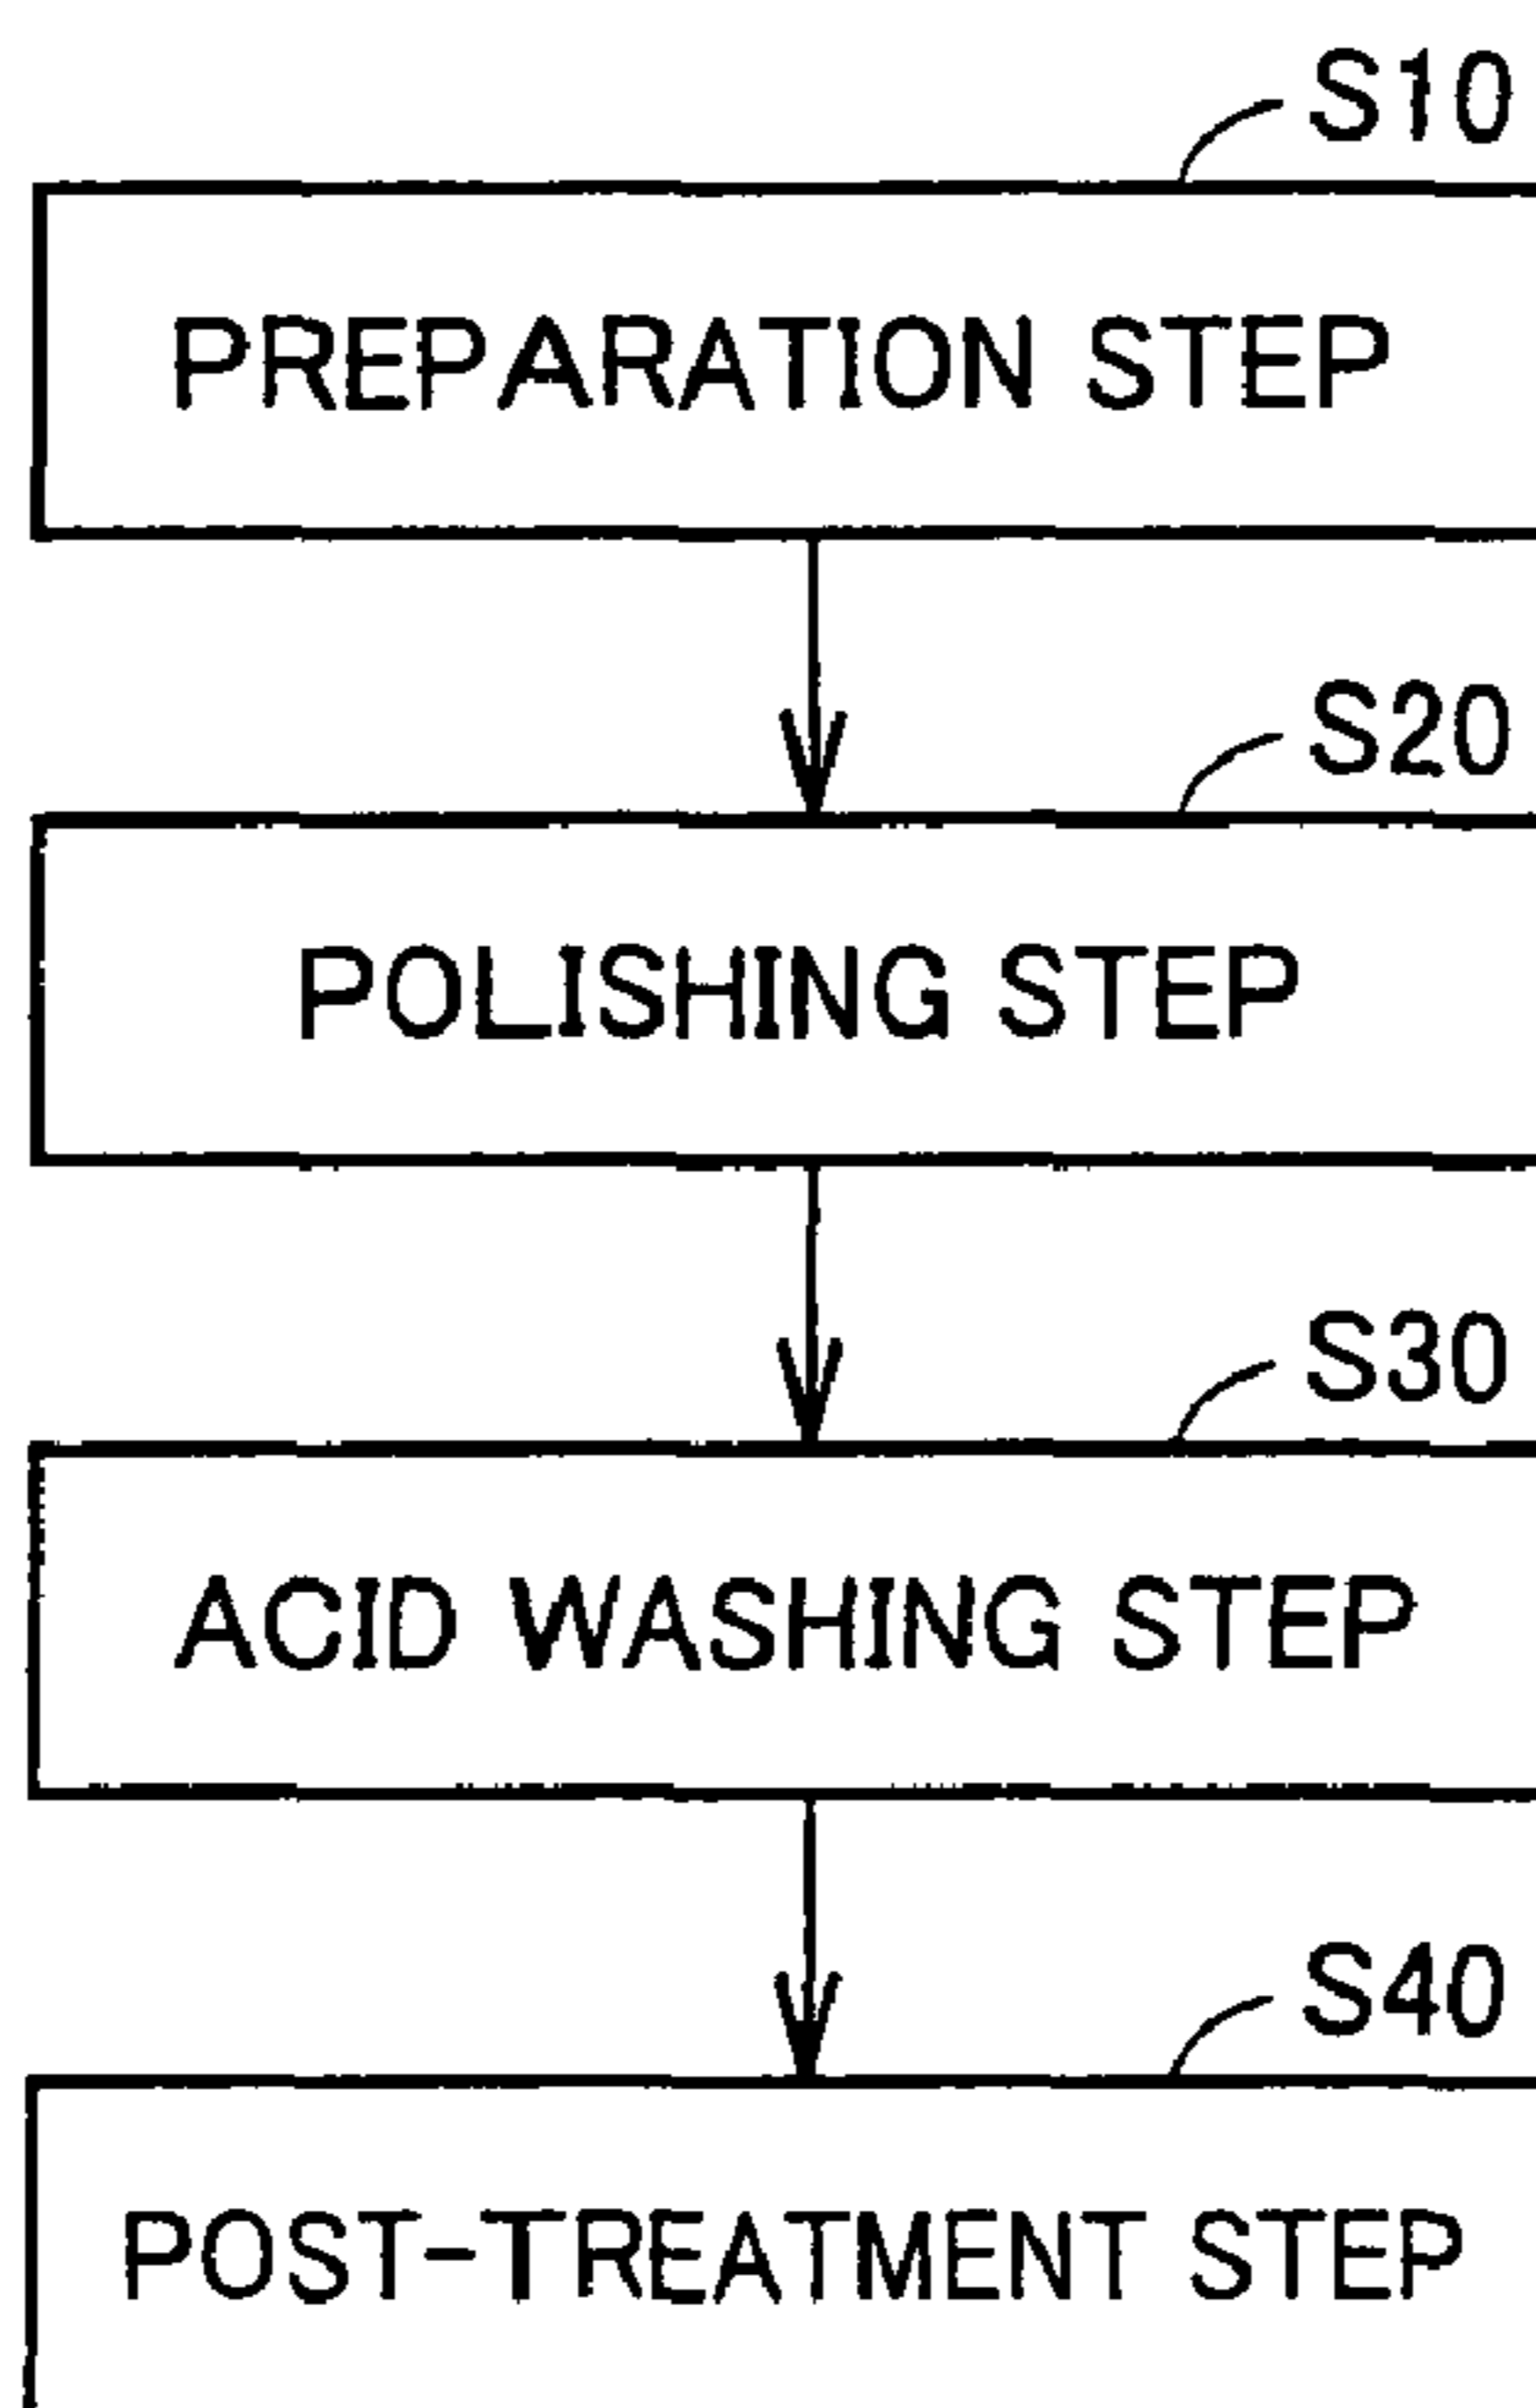 S10
PREPARATION STEP
S20
POLISHING STEP
S30
ACID WASHING STEP
S40
POST-TREATMENT STEP